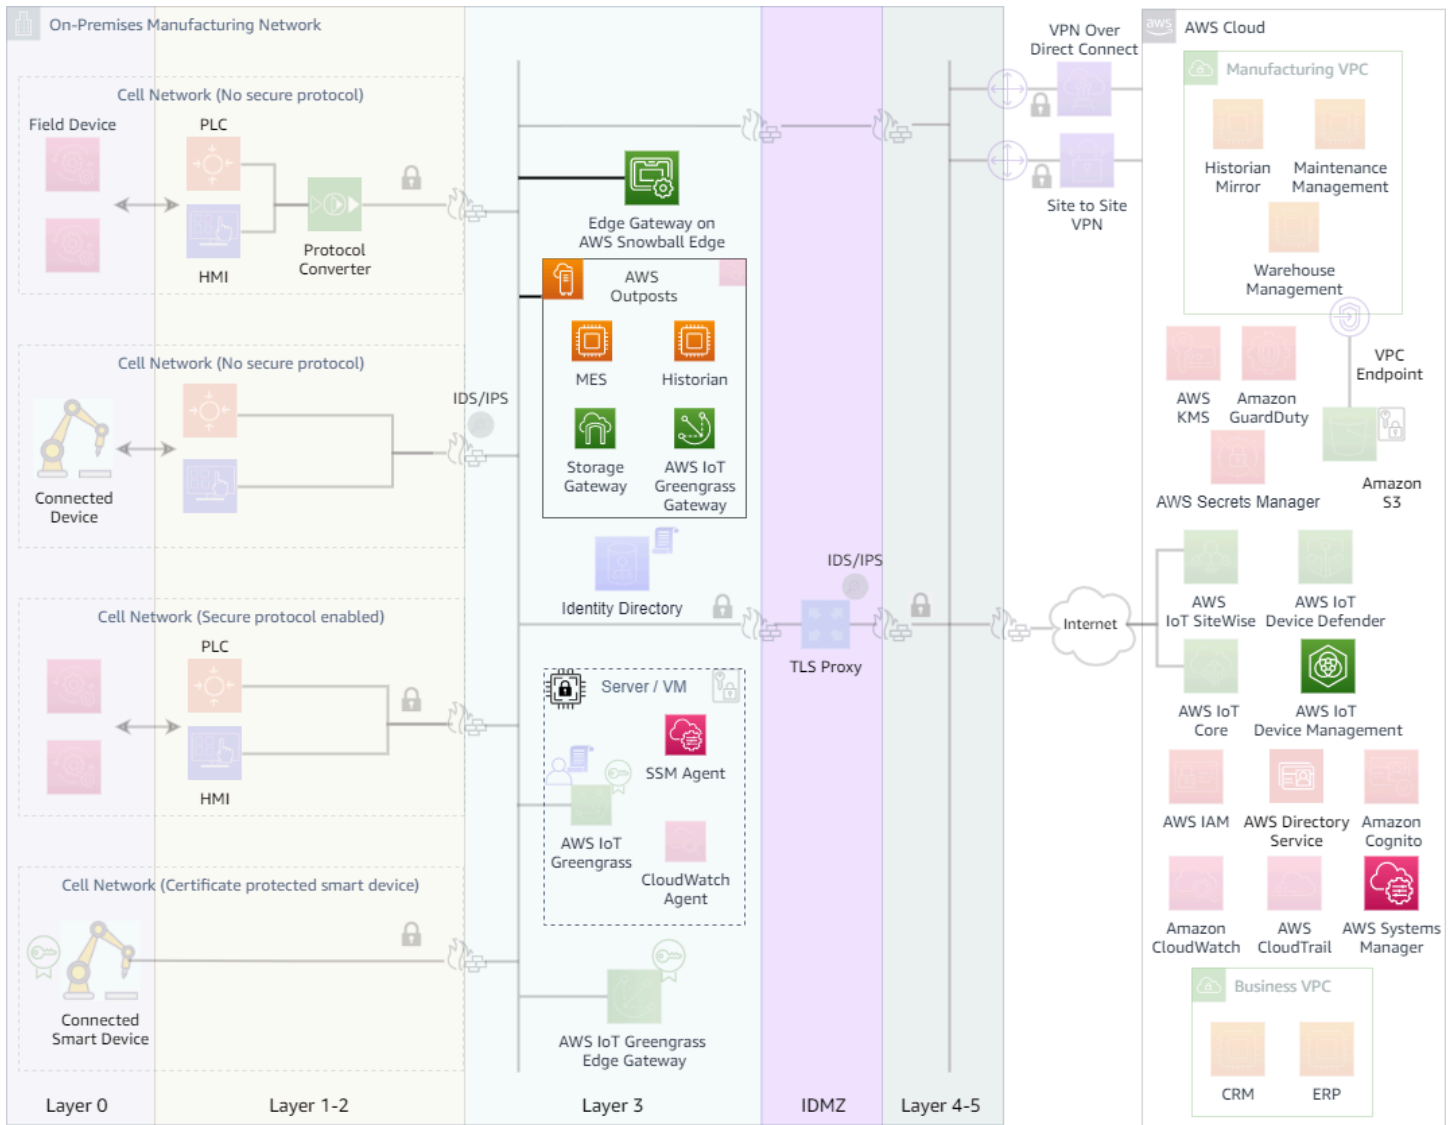 On-Premises Manufacturing Network
Cell Network (No secure protocol)
Field Device
PLC
HMI
Protocol
Converter
Cell Network (No secure protocol)
Connected
Device
IDS/IPS
Cell Network (Secure protocol enabled)
PLC
HMI
Cell Network (Certificate protected smart device)
Connected
Smart Device
Edge Gateway on
AWS Snowball Edge
AWS
Outposts
MES
Historian
Storage
Gateway
AWS IoT
Greengrass
Gateway
Identity Directory
Server / VM
SSM Agent
AWS IoT
Greengrass
CloudWatch
Agent
AWS IoT Greengrass
Edge Gateway
IDS/IPS
TLS Proxy
Layer 0
Layer 1-2
Layer 3
IDMZ
Layer 4-5
VPN Over
Direct Connect
Site to Site
VPN
Internet
aws
AWS Cloud
Manufacturing VPC
Historian
Mirror
Maintenance
Management
Warehouse
Management
VPC
Endpoint
AWS
KMS
Amazon
GuardDuty
AWS Secrets Manager
Amazon
S3
AWS
IoT SiteWise
AWS IoT
Device Defender
AWS IoT
Core
AWS IoT
Device Management
AWS IAM
AWS Directory
Service
Amazon
Cognito
Amazon
CloudWatch
AWS
CloudTrail
AWS Systems
Manager
Business VPC
CRM
ERP